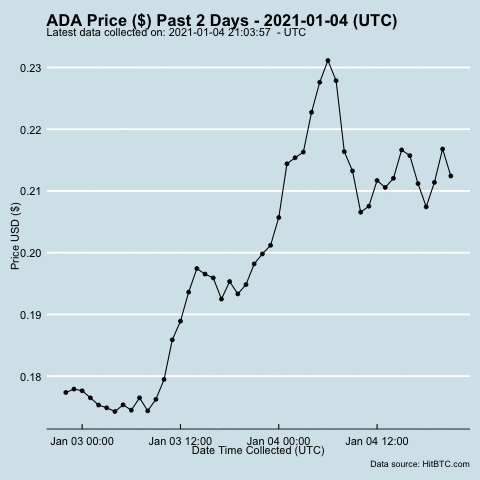 ADA Price ($) Past 2 Days - 2021-01-04 (UTC)
Latest data collected on: 2021-01-04 21:03:57  - UTC
0.23
0.22
0.21
0.20
0.19
0.18
Price USD ($)
Jan 03 00:00 Jan 03 12:00 Jan 04 00:00 Jan 04 12:00
Date Time Collected (UTC)
Data source: HitBTC.com